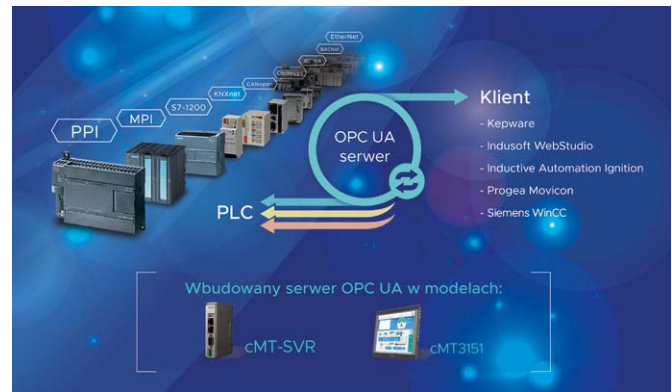 EtherNet
BACnet
CANopen
KNXnet
S7-1200
MPI
PPI
OPC UA
serwer
Klient
- Kepware
- Indusoft WebStudio
- Inductive Automation Ignition
- Progea Movicon
- Siemens WinCC
PLC
Wbudowany serwer OPC UA w modelach:
cMT-SVR
cMT3151